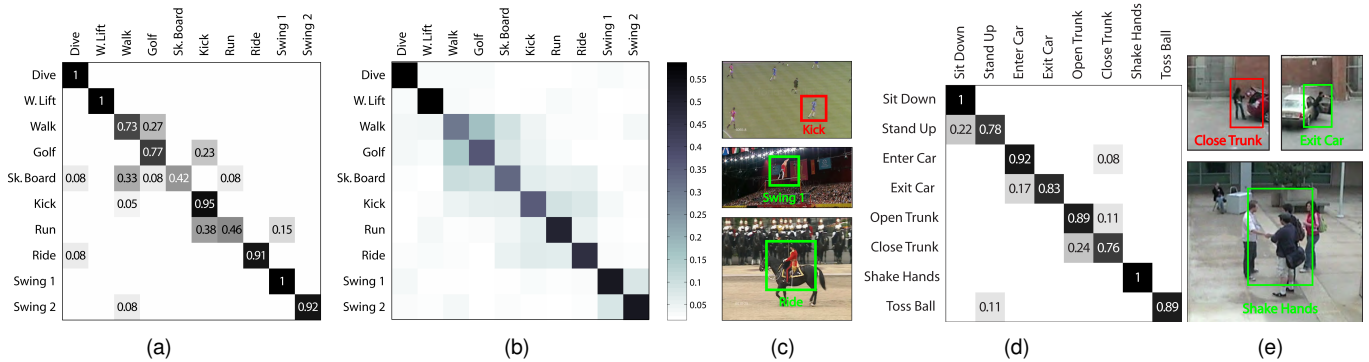 Dive W.Lift Walk Golf Sk.Board Kick Run Ride Swing 1 Swing 2
Dive 1
W.Lift 1
Walk 0.73 0.27
Golf 0.77 0.23
Sk.Board 0.08 0.33 0.08 0.42 0.08
Kick 0.05 0.95
Run 0.38 0.46 0.15
Ride 0.08 0.91
Swing 1 1
Swing 2 0.08 0.92
(a)
Dive W.Lift Walk Golf Sk.Board Kick Run Ride Swing 1 Swing 2
Dive
W.Lift
Walk
Golf
Sk.Board
Kick
Run
Ride
Swing 1
Swing 2
0.55
0.5
0.45
0.4
0.35
0.3
0.25
0.2
0.15
0.1
0.05
(b)
Kick
Swing 1
Ride
(c)
Sit Down Stand Up Enter Car Exit Car Open Trunk Close Trunk Shake Hands Toss Ball
Sit Down 1
Stand Up 0.22 0.78
Enter Car 0.92 0.08
Exit Car 0.17 0.83
Open Trunk 0.89 0.11
Close Trunk 0.24 0.76
Shake Hands 1
Toss Ball 0.11 0.89
(d)
Close Trunk
Exit Car
Shake Hands
(e)